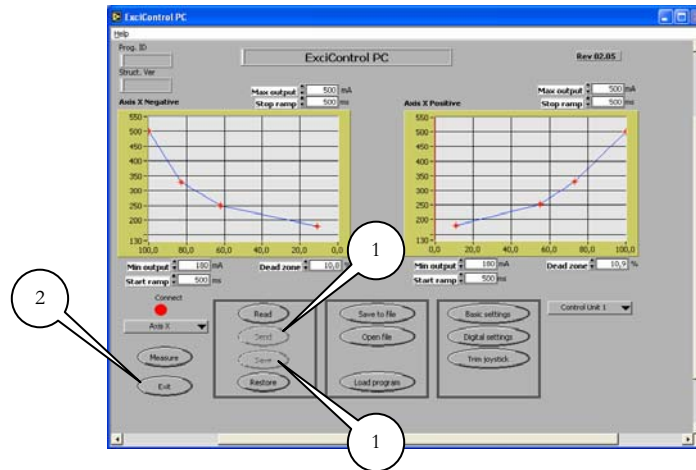 ExciControl PC
Help
Prog. ID
Struct. Ver
ExciControl PC
Rev 02.05
Max output 500 mA
Stop ramp 500 ms
Max output 500 mA
Stop ramp 500 ms
Axis X Negative
Axis X Positive
550
500
450
400
350
300
250
200
130
100,0 80,0 60,0 40,0 20,0 0,0
550
500
450
400
350
300
250
200
130
0,0 20,0 40,0 60,0 80,0 100,0
Min output 180 mA
Dead zone 10,8 %
Start ramp 500 ms
Min output 180 mA
Dead zone 10,9 %
Start ramp 500 ms
1
2
Connect
Axis X
Measure
Exit
Read
Send
Save
Restore
Save to file
Open file
Load program
Basic settings
Digital settings
Trim joystick
Control Unit 1
1